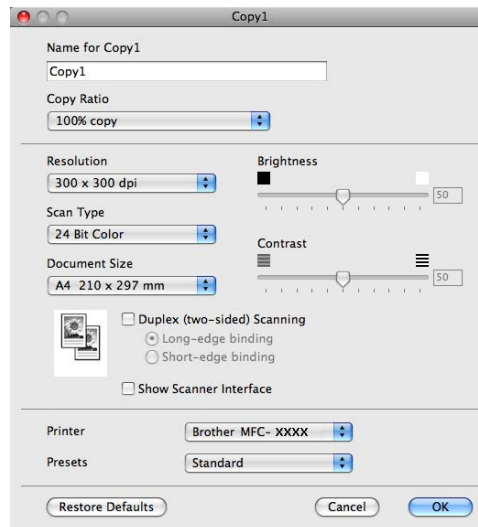 Copy1
Name for Copy1
Copy1
Copy Ratio
100% copy
Resolution
300 x 300 dpi
Scan Type
24 Bit Color
Document Size
A4 210 x 297 mm
Brightness
50
Contrast
50
Duplex (two-sided) Scanning
Long-edge binding
Short-edge binding
Show Scanner Interface
Printer
Brother MFC- XXXX
Presets
Standard
Restore Defaults
Cancel
OK